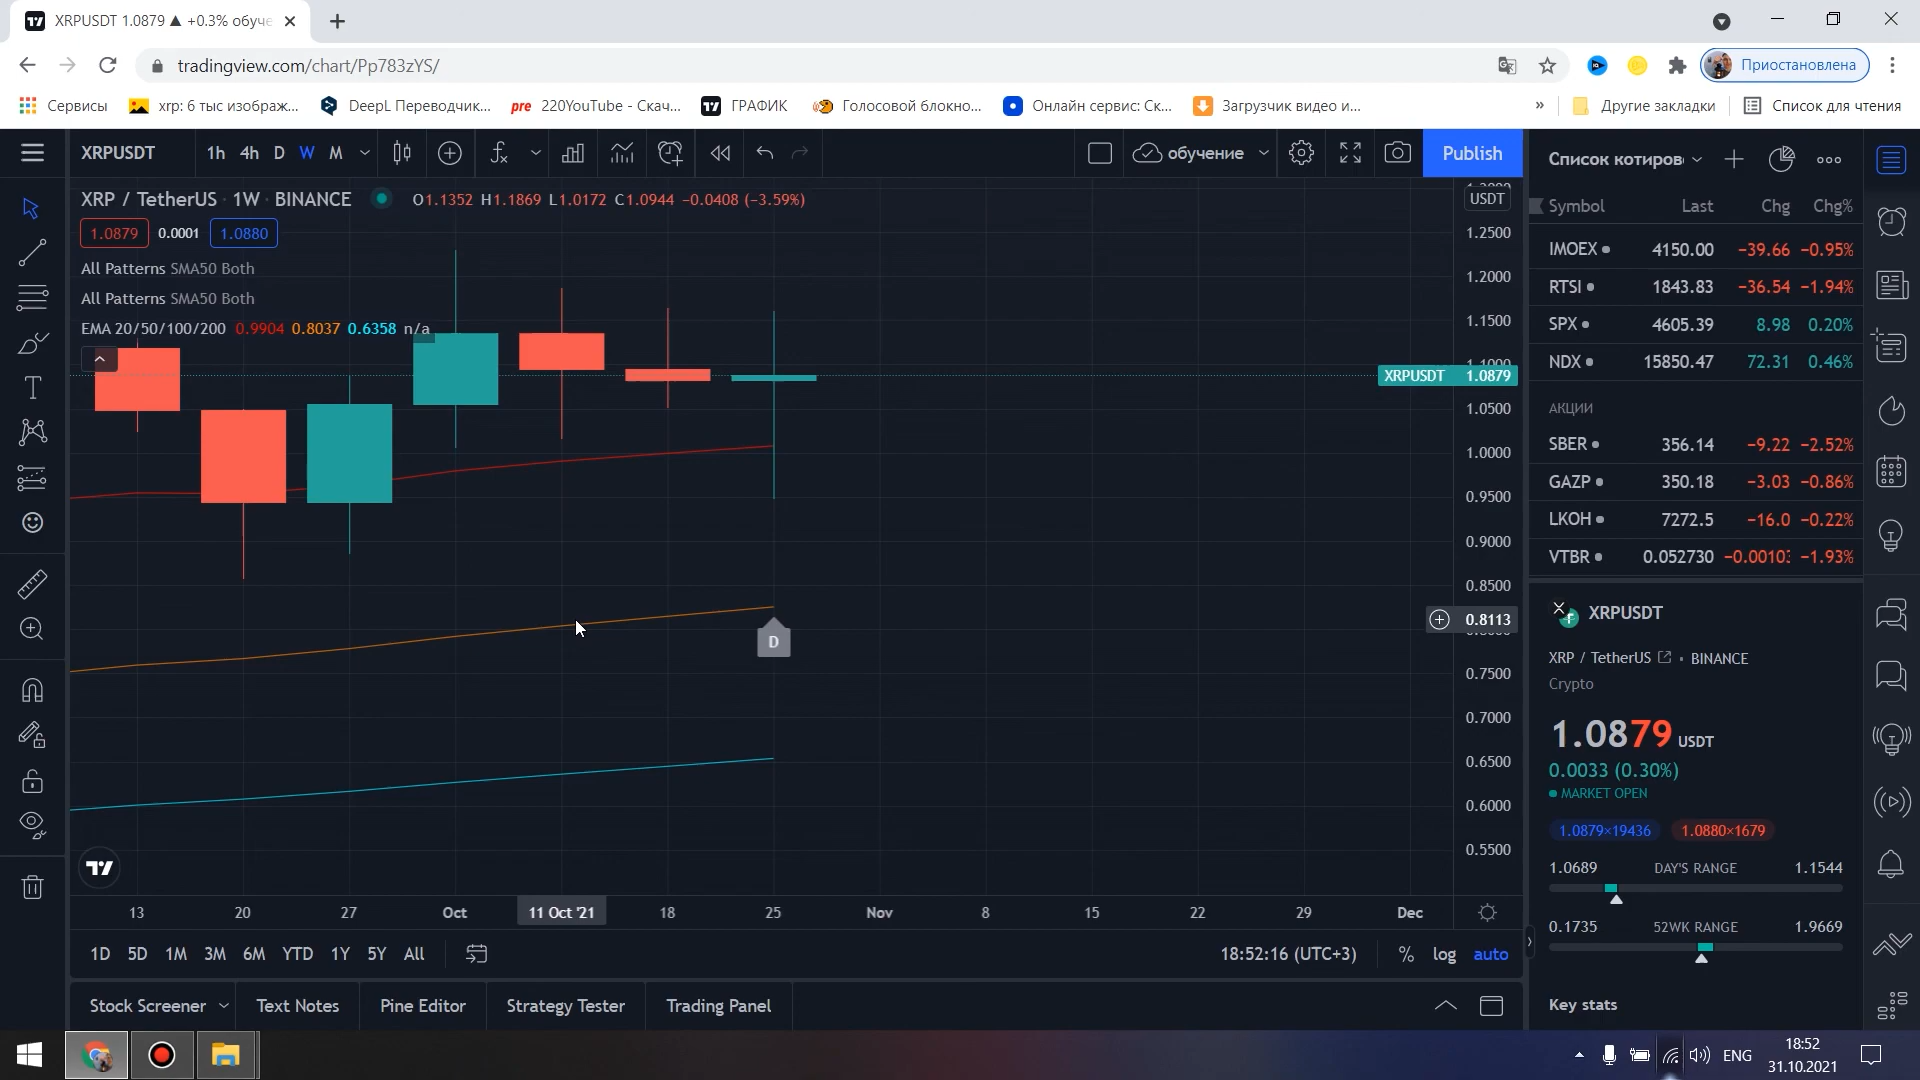 XRPUSDT 1.0879 ▲ +0.3% обуче
tradingview.com/chart/Pp783zYS/
Приостановлена
Сервисы
xrp: 6 тыс изображ...
DeepL Переводчик...
pre 220YouTube - Скач...
ГРАФИК
Голосовой блокно...
Онлайн сервис: Ск...
Загрузчик видео и...
»
Другие закладки
Список для чтения
XRPUSDT 1h 4h D W M
обучение
Publish
Список котиров
XRP / TetherUS · 1W · BINANCE O1.1352 H1.1869 L1.0172 C1.0944 −0.0408 (−3.59%)
1.0879 0.0001 1.0880
All Patterns SMA50 Both
All Patterns SMA50 Both
EMA 20/50/100/200 0.9904 0.8037 0.6358 n/a
USDT
1.2500
1.2000
1.1500
XRPUSDT 1.0879
1.0500
1.0000
0.9500
0.9000
0.8500
0.8113
0.7500
0.7000
0.6500
0.6000
0.5500
D
13 20 27 Oct 11 Oct '21 18 25 Nov 8 15 22 29 Dec
1D 5D 1M 3M 6M YTD 1Y 5Y All
18:52:16 (UTC+3) % log auto
Stock Screener Text Notes Pine Editor Strategy Tester Trading Panel
Symbol Last Chg Chg%
IMOEX 4150.00 −39.66 −0.95%
RTSI 1843.83 −36.54 −1.94%
SPX 4605.39 8.98 0.20%
NDX 15850.47 72.31 0.46%
АКЦИИ
SBER 356.14 −9.22 −2.52%
GAZP 350.18 −3.03 −0.86%
LKOH 7272.5 −16.0 −0.22%
VTBR 0.052730 −0.00103 −1.93%
XRPUSDT
XRP / TetherUS · BINANCE
Crypto
1.0879 USDT
0.0033 (0.30%)
MARKET OPEN
1.0879×19436 1.0880×1679
1.0689 DAY'S RANGE 1.1544
0.1735 52WK RANGE 1.9669
Key stats
ENG
18:52
31.10.2021